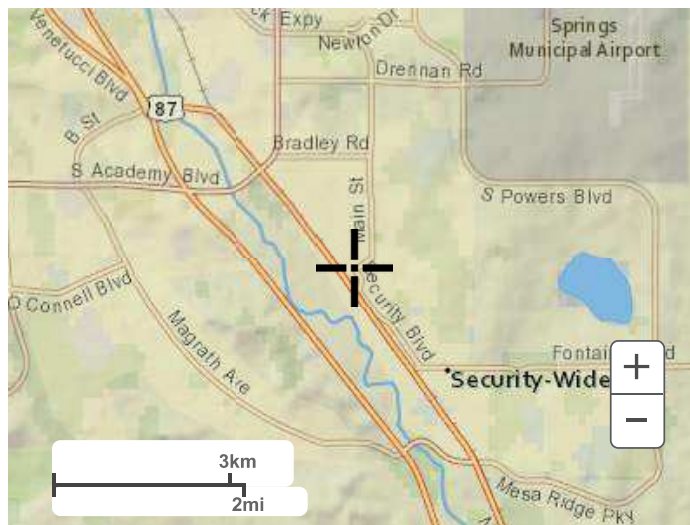 Expy
Springs
Municipal Airport
Newton Dr
Venetucci Blvd
Drennan Rd
87
B St
Bradley Rd
S Academy Blvd
S Powers Blvd
Main St
O Connell Blvd
Security Blvd
Magrath Ave
Fontai d
+
Security-Wide
−
3km
2mi
Mesa Ridge Pky